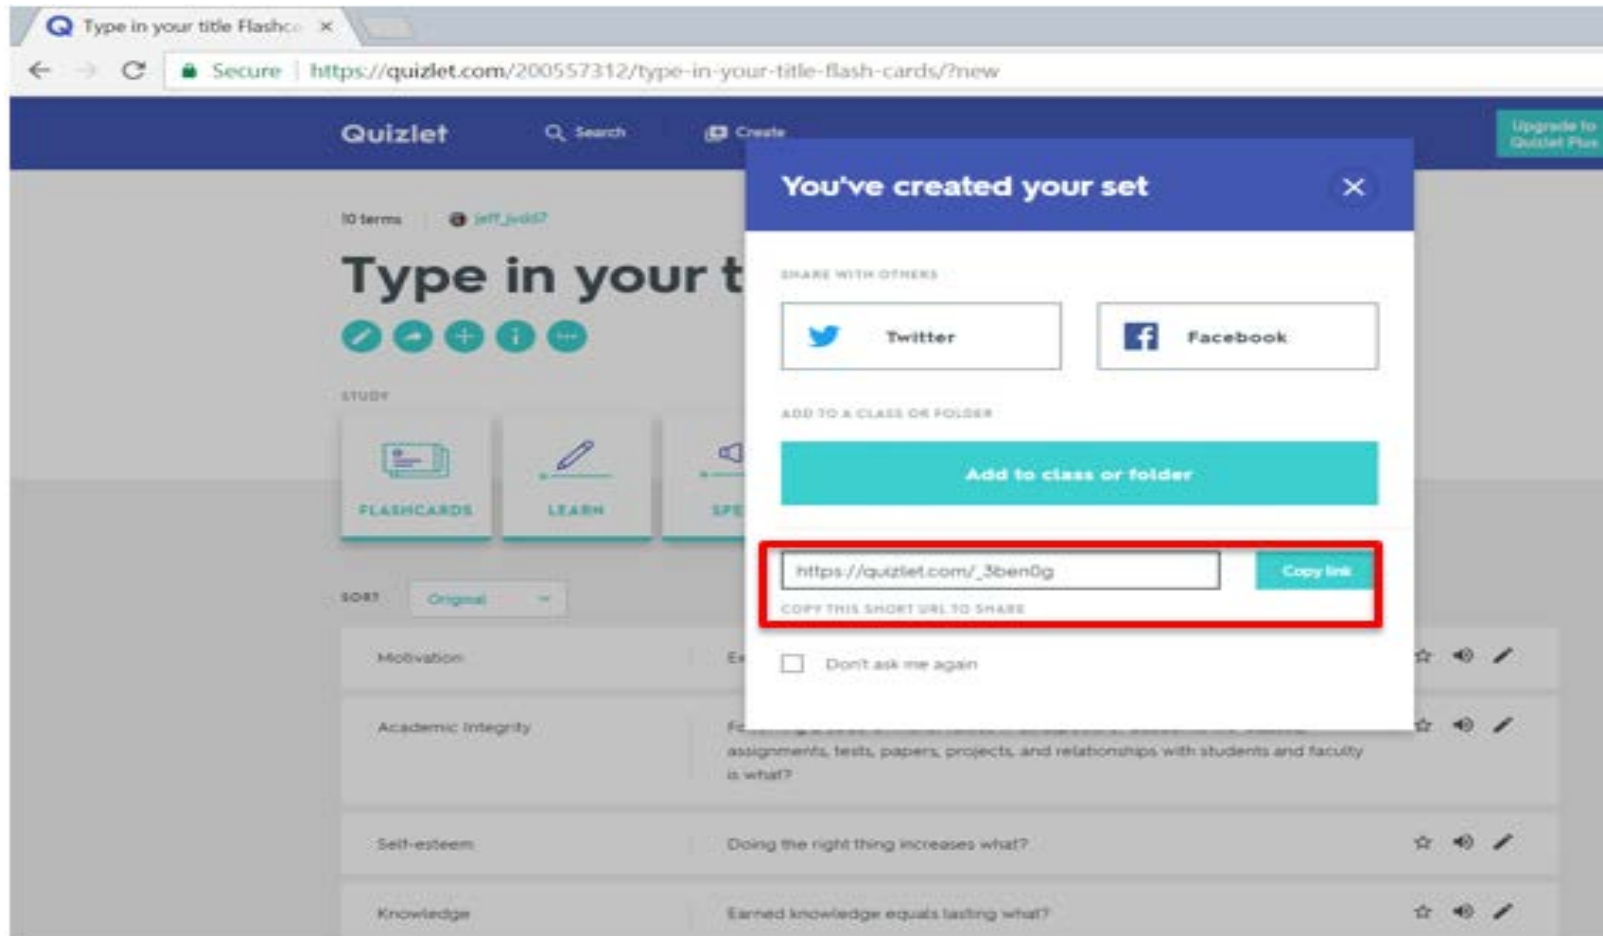 Type in your title Flashc
Secure https://quizlet.com/200557312/type-in-your-title-flash-cards/?new
Quizlet Search Create
Upgrade to
Quizlet Plus
You've created your set
10 terms
Type in your t
SHARE WITH OTHERS
Twitter Facebook
STUDY
ADD TO A CLASS OR FOLDER
Add to class or folder
FLASHCARDS LEARN SPE
https://quizlet.com/_3ben0g Copy link
COPY THIS SHORT URL TO SHARE
SORT Original
Don't ask me again
Motivation
Academic Integrity
assignments, tests, papers, projects, and relationships with students and faculty
is what?
Self-esteem Doing the right thing increases what?
Knowledge Earned knowledge equals lasting what?